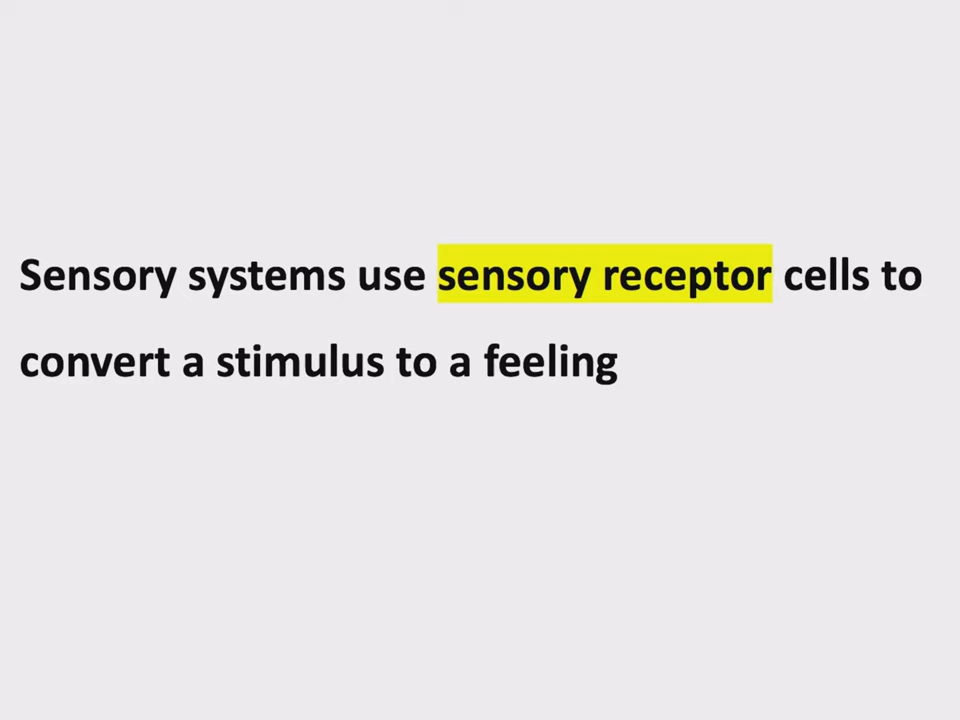 Sensory systems use sensory receptor cells to
convert a stimulus to a feeling